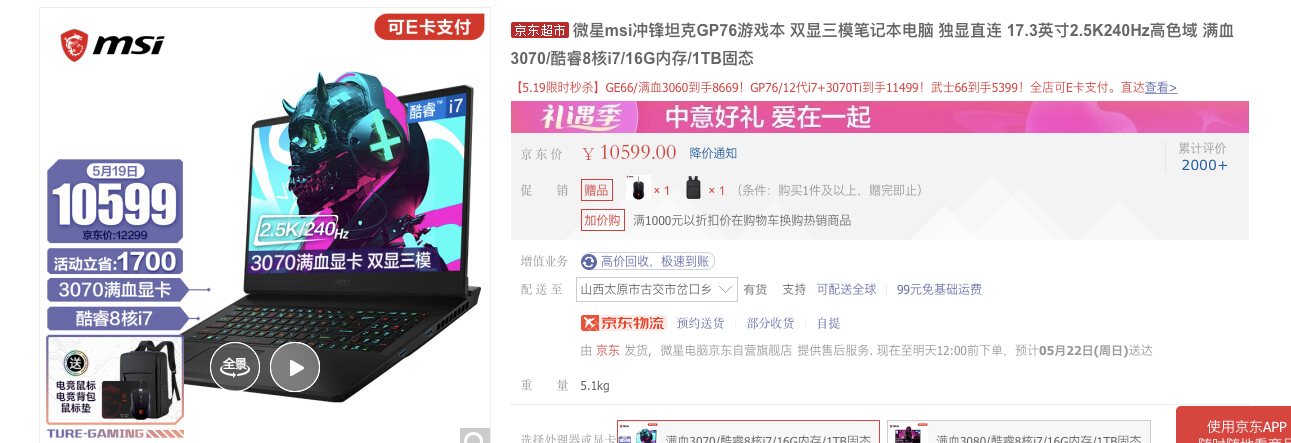 可E卡支付
msi
酷睿™ i7
5月19日
10599
京东价:12299
活动立省:1700
3070满血显卡
酷睿8核i7
2.5K/240Hz
3070满血显卡 双显三模
送
电竞鼠标
电竞背包
鼠标垫
全景
TURE-GAMING
京东超市 微星msi冲锋坦克GP76游戏本 双显三模笔记本电脑 独显直连 17.3英寸2.5K240Hz高色域 满血
3070/酷睿8核i7/16G内存/1TB固态
【5.19限时秒杀】GE66/满血3060到手8669！GP76/12代i7+3070Ti到手11499！武士66到手5399！全店可E卡支付。直达查看>
礼遇季 中意好礼 爱在一起
京东价 ￥10599.00 降价通知
累计评价
2000+
促销 赠品 × 1 × 1 （条件：购买1件及以上，赠完即止）
加价购 满1000元以折扣价在购物车换购热销商品
增值业务 高价回收，极速到账
配送至 山西太原市古交市岔口乡 有货 支持 可配送全球 99元免基础运费
京东物流 预约送货 部分收货 自提
由 京东 发货，微星电脑京东自营旗舰店 提供售后服务. 现在至明天12:00前下单，预计05月22日(周日)送达
重量 5.1kg
选择处理器或显卡 满血3070/酷睿8核i7/16G内存/1TB固态 满血3080/酷睿8核i7/16G内存/1TB固态
使用京东APP
随时随地看商品